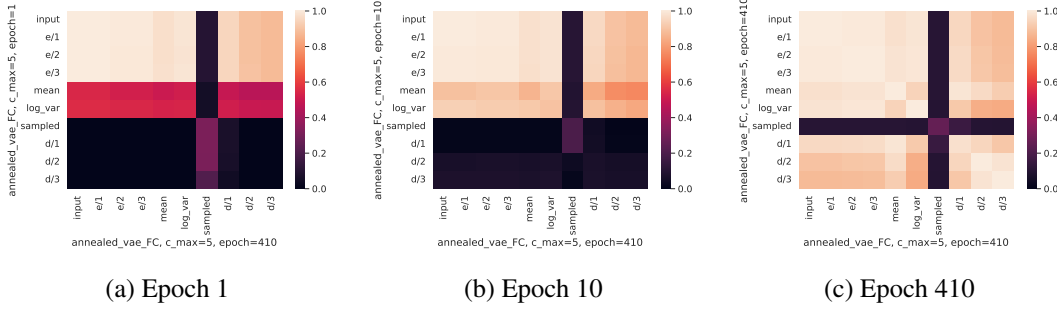 annealed_vae_FC, c_max=5, epoch=1
input
e/1
e/2
e/3
mean
log_var
sampled
d/1
d/2
d/3
input
e/1
e/2
e/3
mean
log_var
sampled
d/1
d/2
d/3
annealed_vae_FC, c_max=5, epoch=410
1.0
0.8
0.6
0.4
0.2
0.0
(a) Epoch 1
annealed_vae_FC, c_max=5, epoch=10
input
e/1
e/2
e/3
mean
log_var
sampled
d/1
d/2
d/3
input
e/1
e/2
e/3
mean
log_var
sampled
d/1
d/2
d/3
annealed_vae_FC, c_max=5, epoch=410
1.0
0.8
0.6
0.4
0.2
0.0
(b) Epoch 10
annealed_vae_FC, c_max=5, epoch=410
input
e/1
e/2
e/3
mean
log_var
sampled
d/1
d/2
d/3
input
e/1
e/2
e/3
mean
log_var
sampled
d/1
d/2
d/3
annealed_vae_FC, c_max=5, epoch=410
1.0
0.8
0.6
0.4
0.2
0.0
(c) Epoch 410